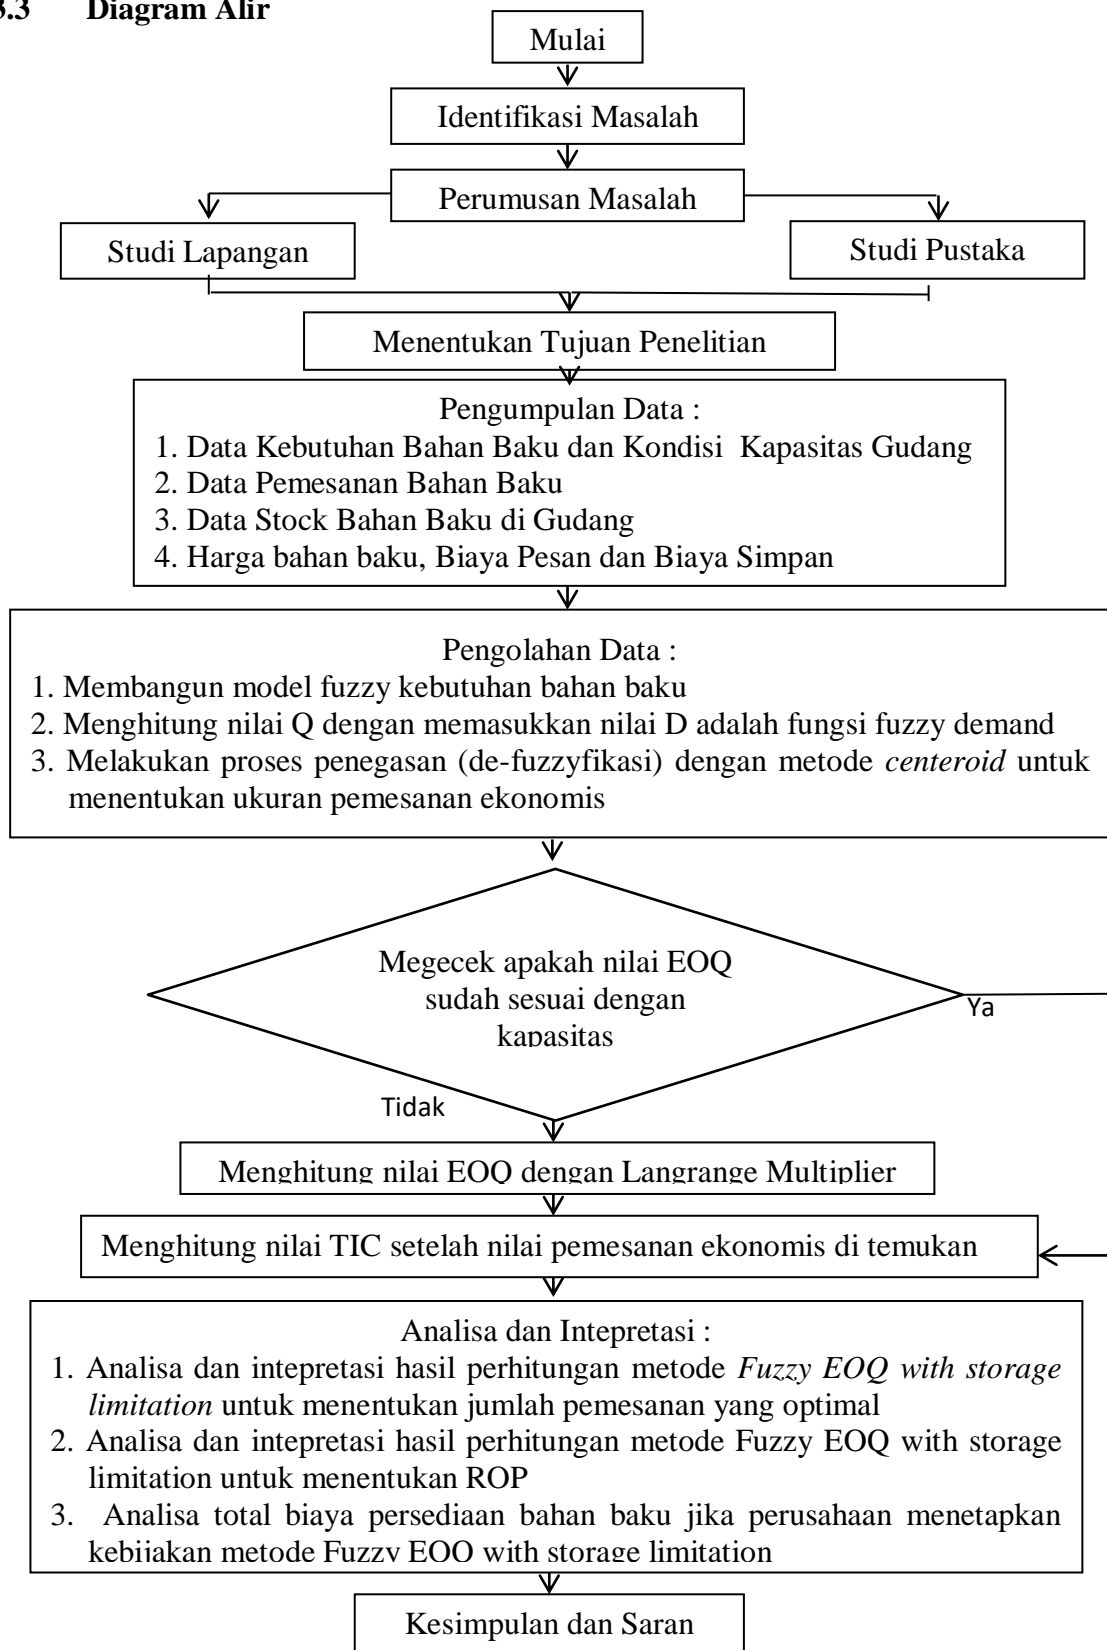 3.3 Diagram Alir
Mulai
Identifikasi Masalah
Perumusan Masalah
Studi Lapangan
Studi Pustaka
Menentukan Tujuan Penelitian
Pengumpulan Data :
1. Data Kebutuhan Bahan Baku dan Kondisi Kapasitas Gudang
2. Data Pemesanan Bahan Baku
3. Data Stock Bahan Baku di Gudang
4. Harga bahan baku, Biaya Pesan dan Biaya Simpan
Pengolahan Data :
1. Membangun model fuzzy kebutuhan bahan baku
2. Menghitung nilai Q dengan memasukkan nilai D adalah fungsi fuzzy demand
3. Melakukan proses penegasan (de-fuzzyfikasi) dengan metode centeroid untuk
menentukan ukuran pemesanan ekonomis
Megecek apakah nilai EOQ
sudah sesuai dengan
kapasitas
Ya
Tidak
Menghitung nilai EOQ dengan Langrange Multiplier
Menghitung nilai TIC setelah nilai pemesanan ekonomis di temukan
Analisa dan Intepretasi :
1. Analisa dan intepretasi hasil perhitungan metode Fuzzy EOQ with storage
limitation untuk menentukan jumlah pemesanan yang optimal
2. Analisa dan intepretasi hasil perhitungan metode Fuzzy EOQ with storage
limitation untuk menentukan ROP
3. Analisa total biaya persediaan bahan baku jika perusahaan menetapkan
kebijakan metode Fuzzy EOQ with storage limitation
Kesimpulan dan Saran